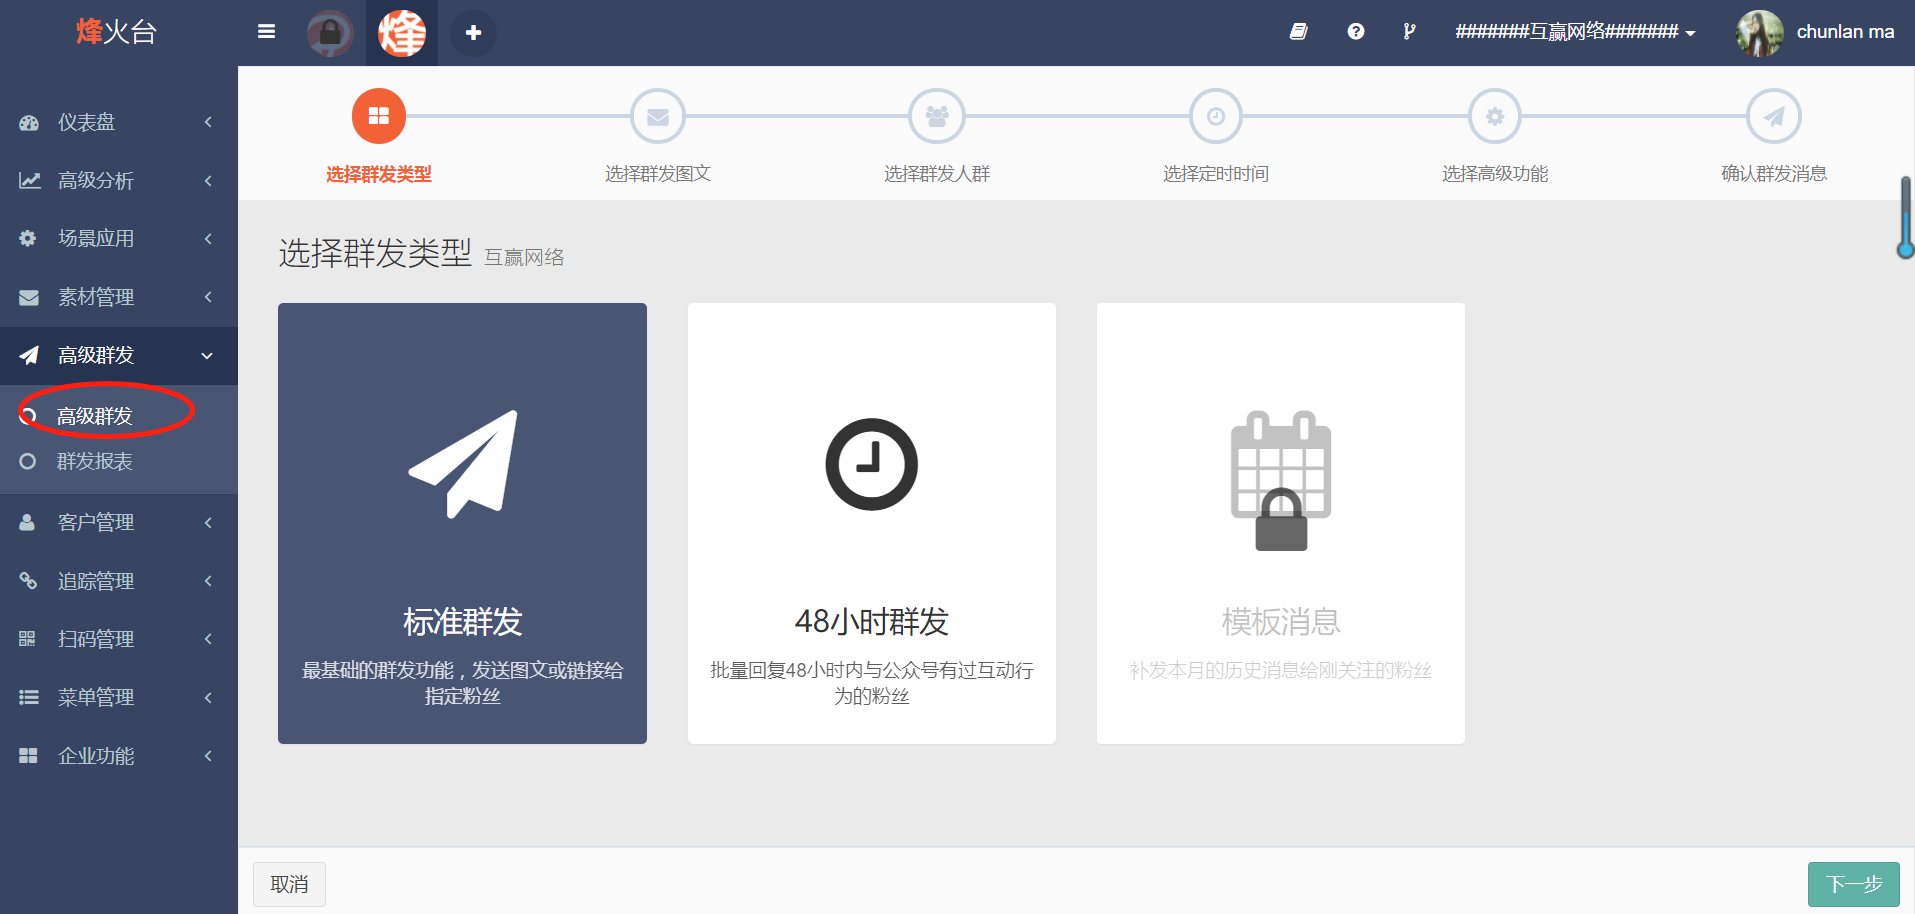 烽火台
#######互赢网络#######
chunlan ma
仪表盘
高级分析
场景应用
素材管理
高级群发
高级群发
群发报表
客户管理
追踪管理
扫码管理
菜单管理
企业功能
选择群发类型
选择群发图文
选择群发人群
选择定时时间
选择高级功能
确认群发消息
选择群发类型 互赢网络
标准群发
最基础的群发功能，发送图文或链接给
指定粉丝
48小时群发
批量回复48小时内与公众号有过互动行
为的粉丝
模板消息
补发本月的历史消息给刚关注的粉丝
取消
下一步
烽